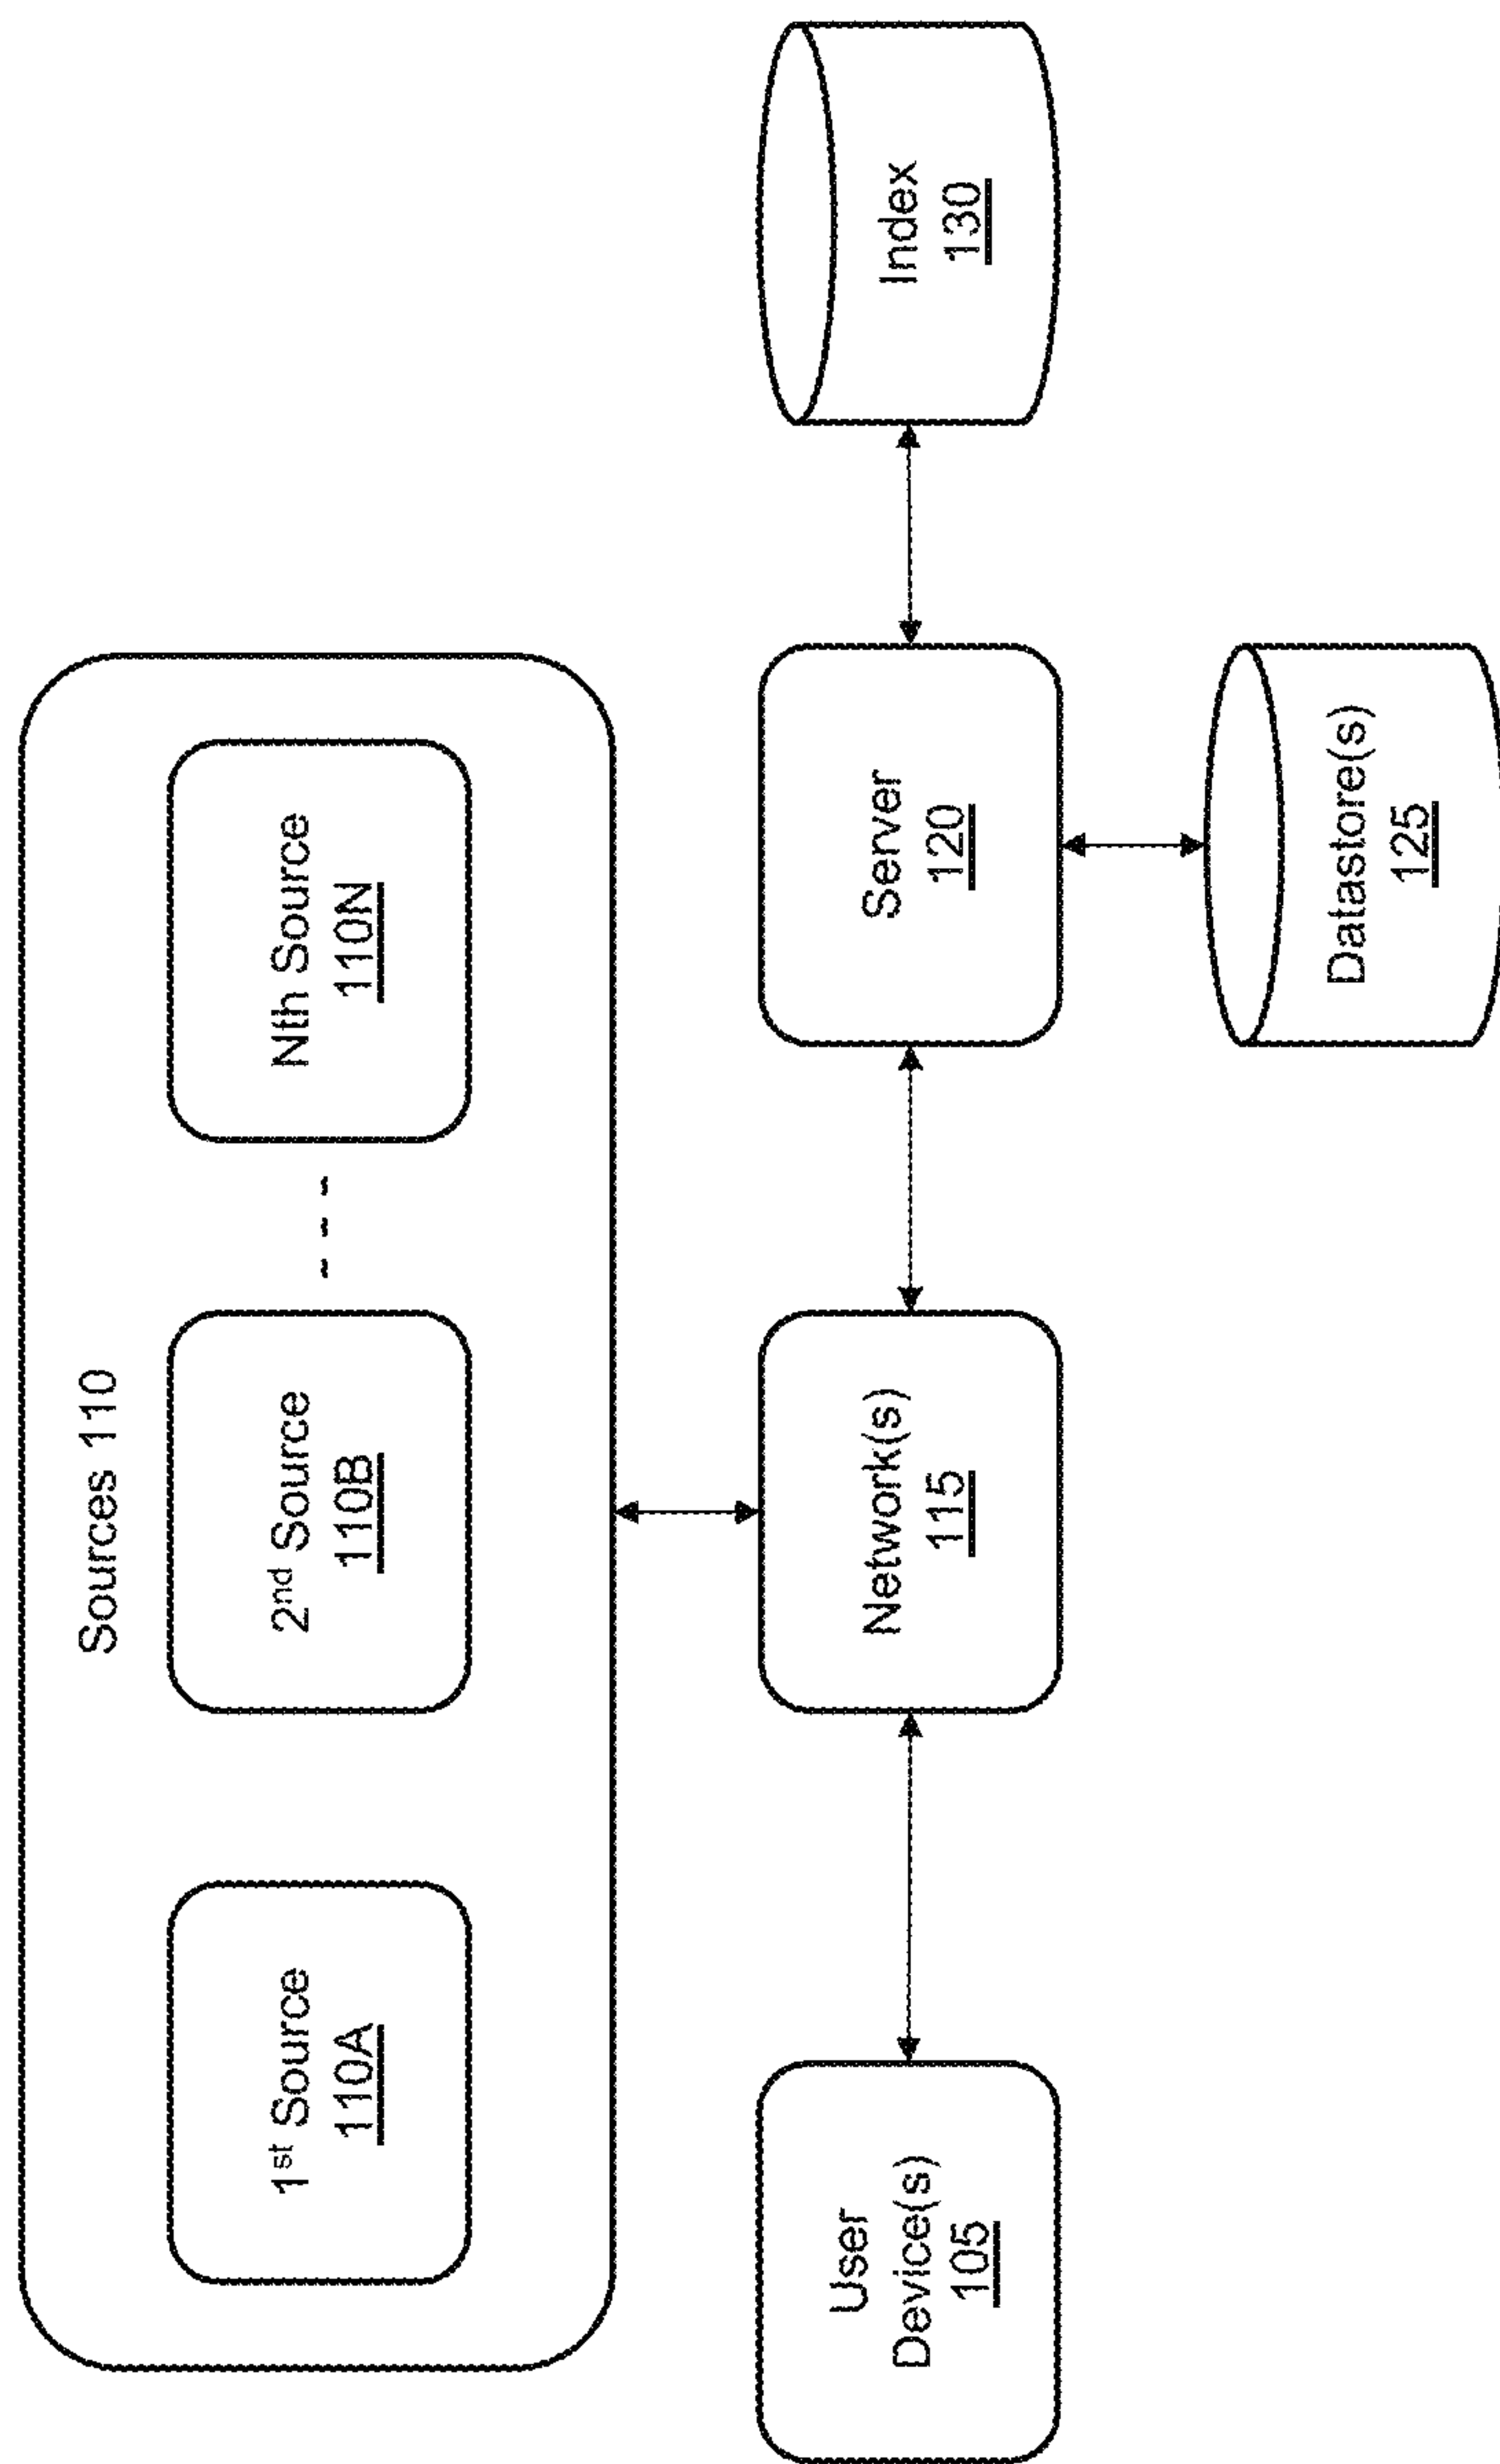 Sources 110
1st Source
110A
2nd Source
110B
Nth Source
110N
User
Device(s)
105
Network(s)
115
Server
120
Index
130
Datastore(s)
125